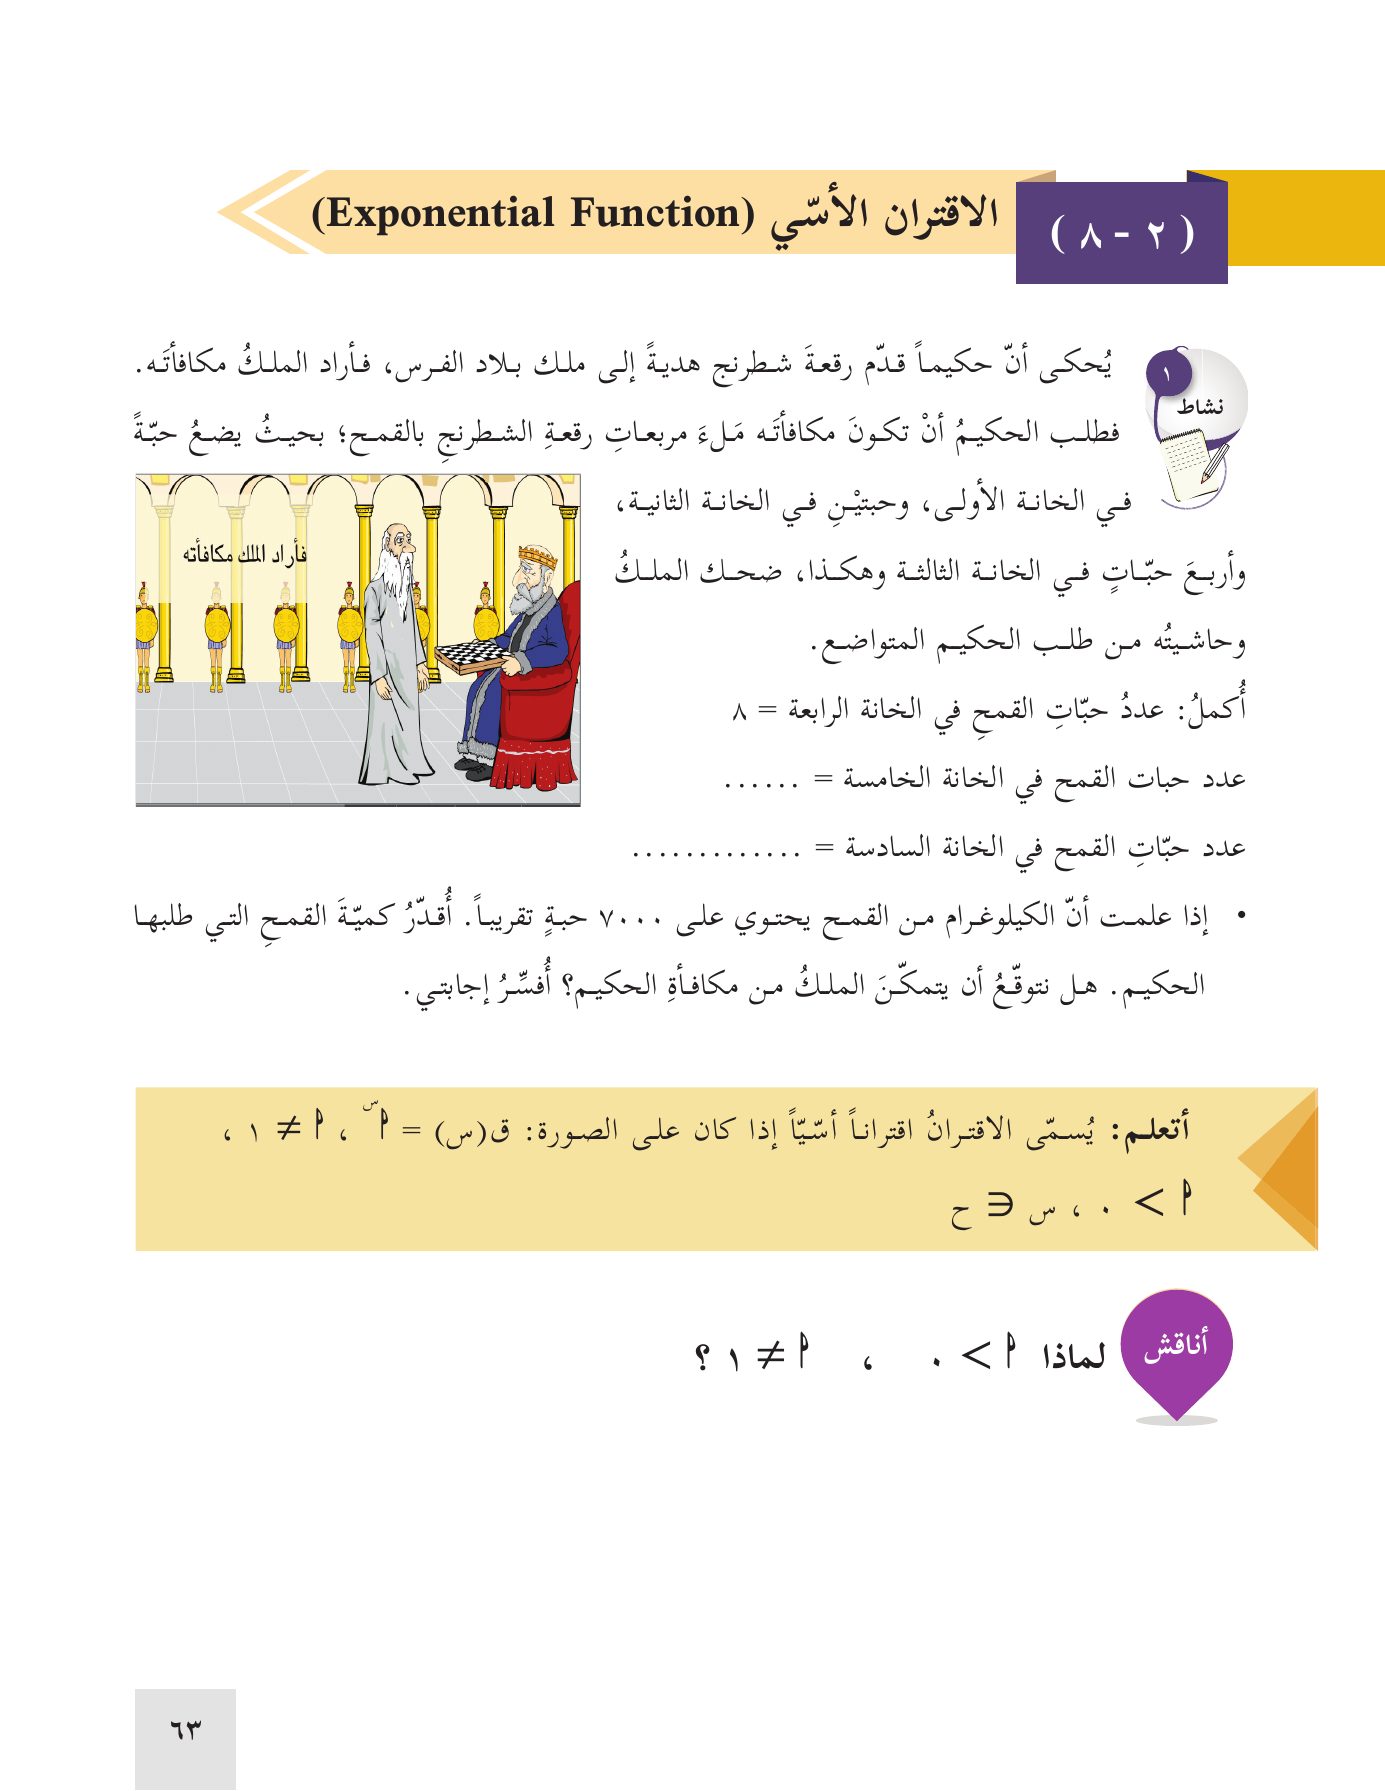 ( ٢ - ٨ )
الاقتران الأسّي (Exponential Function)
١
نشاط
يُحكى أنّ حكيماً قدّم رقعةَ شطرنج هديةً إلى ملك بلاد الفرس، فأراد الملكُ مكافأتَه.
فطلب الحكيمُ أنْ تكونَ مكافأتَه مَلءَ مربعاتِ رقعةِ الشطرنجِ بالقمح؛ بحيثُ يضعُ حبّةً
في الخانة الأولى، وحبتيْنِ في الخانة الثانية،
وأربعَ حبّاتٍ في الخانة الثالثة وهكذا، ضحك الملكُ
وحاشيتُه من طلب الحكيم المتواضع.
فأراد الملك مكافأته
أُكملُ: عددُ حبّاتِ القمحِ في الخانة الرابعة = ٨
عدد حبات القمح في الخانة الخامسة = ......
عدد حبّاتِ القمح في الخانة السادسة = .............
• إذا علمت أنّ الكيلوغرام من القمح يحتوي على ٧٠٠٠ حبةٍ تقريباً. أُقدّرُ كميّةَ القمحِ التي طلبها
الحكيم. هل نتوقّعُ أن يتمكّنَ الملكُ من مكافأةِ الحكيم؟ أُفسِّرُ إجابتي.
أتعلم: يُسمّى الاقترانُ اقتراناً أسّيّاً إذا كان على الصورة: ق(س) = أ^س ، أ ≠ ١ ،
أ > ٠ ، س ∈ ح
أناقش
لماذا أ > ٠ ، أ ≠ ١ ؟
٦٣